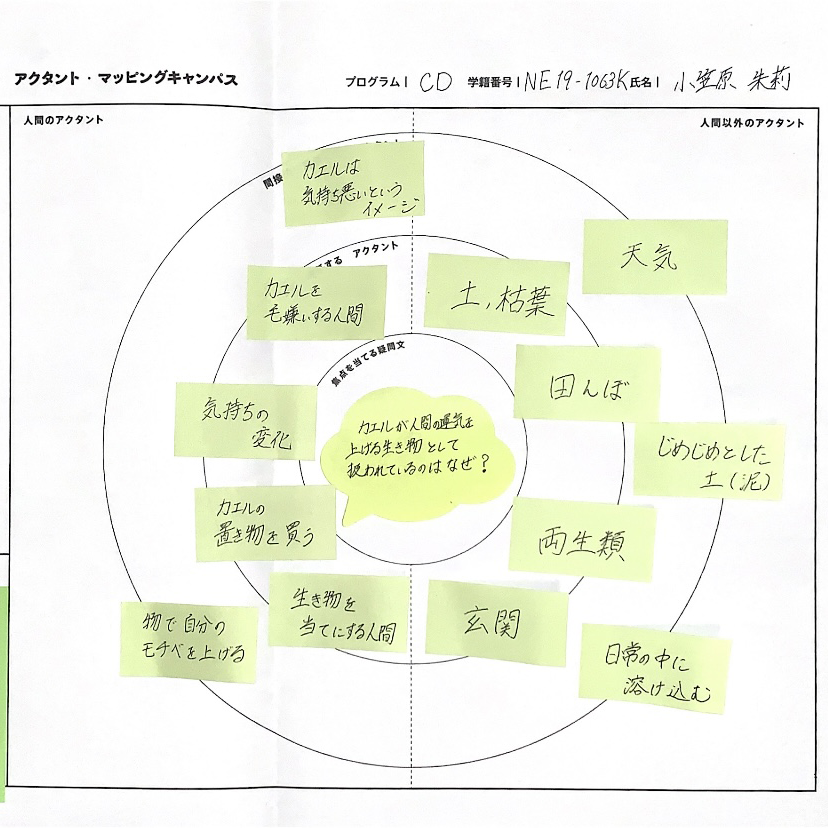 アクタント・マッピングキャンパス
プログラム | CD 学籍番号 | NE19-1063K 氏名 | 小笠原 朱莉
人間のアクタント
人間以外のアクタント
間接
カエルは
気持ち悪いという
イメージ
天気
する アクタント
カエルを
毛嫌いする人間
土、枯葉
焦点を当てる疑問文
田んぼ
気持ちの
変化
カエルが人間の運気を
上げる生き物として
扱われているのはなぜ?
じめじめとした
土(泥)
カエルの
置き物を買う
両生類
生き物を
当てにする人間
玄関
物で自分の
モチベを上げる
日常の中に
溶け込む